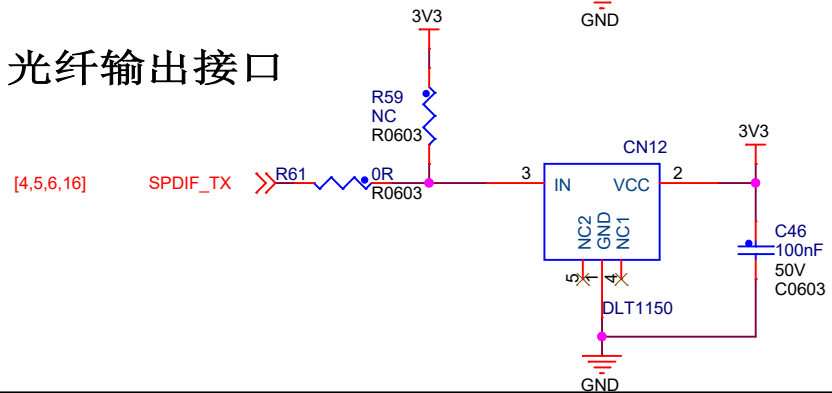 GND
3V3
光纤输出接口
R59
NC
R0603
CN12
3V3
[4,5,6,16] SPDIF_TX R61 0R
R0603
3 IN VCC 2
NC2 GND NC1
5 1 4
C46
100nF
50V
C0603
DLT1150
GND